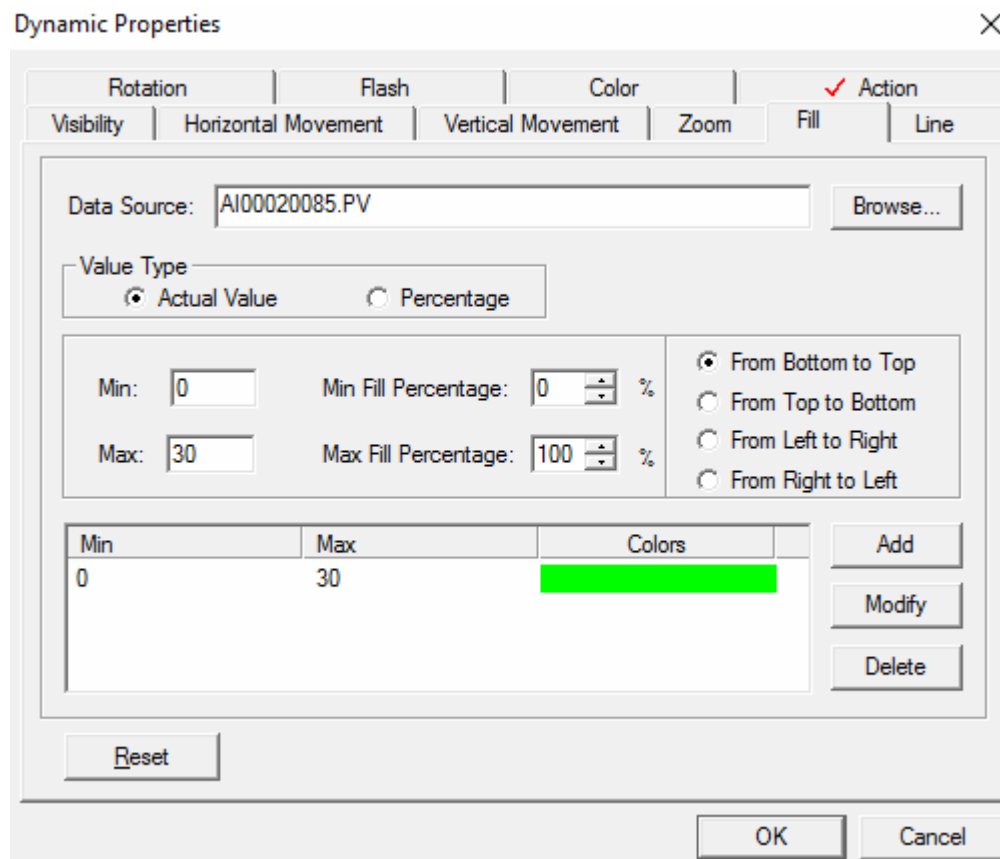 Dynamic Properties
Rotation Flash Color Action
Visibility Horizontal Movement Vertical Movement Zoom Fill Line
Data Source: AI00020085.PV Browse...
Value Type
Actual Value Percentage
Min: 0 Min Fill Percentage: 0 %
Max: 30 Max Fill Percentage: 100 %
From Bottom to Top
From Top to Bottom
From Left to Right
From Right to Left
Min Max Colors
0 30
Add
Modify
Delete
Reset
OK Cancel